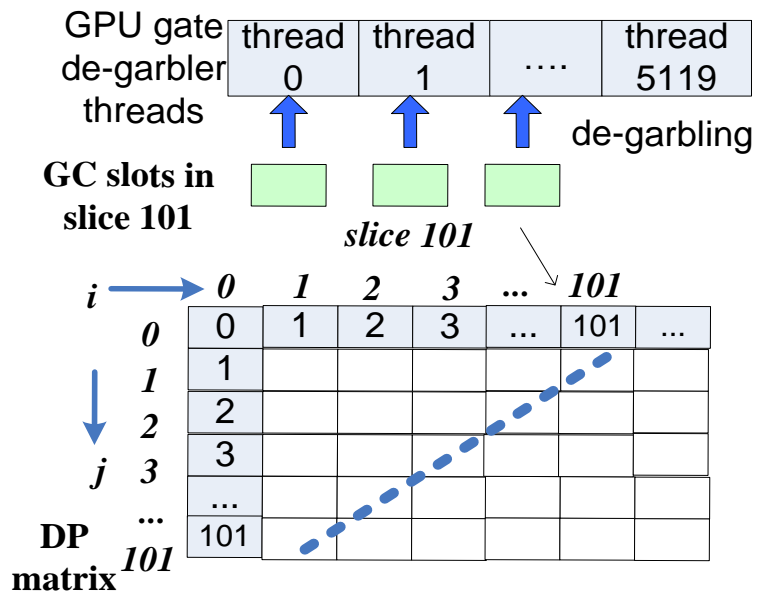 GPU gate
de-garbler
threads
thread 0
thread 1
....
thread 5119
de-garbling
GC slots in
slice 101
slice 101
i
0 1 2 3 ... 101
0 0 1 2 3 ... 101 ...
1 1
2 2
j 3 3
... ...
101 101
DP
matrix